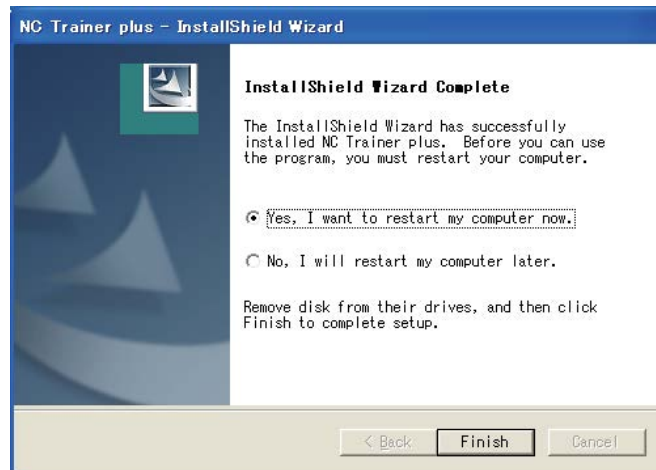 NC Trainer plus - InstallShield Wizard
InstallShield Wizard Complete
The InstallShield Wizard has successfully
installed NC Trainer plus. Before you can use
the program, you must restart your computer.
Yes, I want to restart my computer now.
No, I will restart my computer later.
Remove disk from their drives, and then click
Finish to complete setup.
< Back
Finish
Cancel